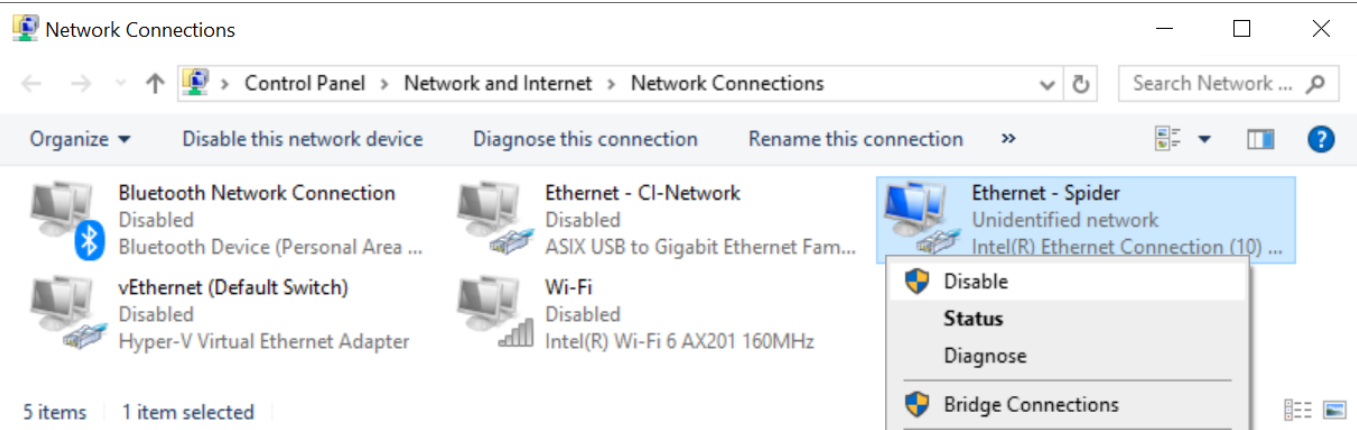 Network Connections
Control Panel > Network and Internet > Network Connections
Search Network ...
Organize Disable this network device Diagnose this connection Rename this connection »
Bluetooth Network Connection
Disabled
Bluetooth Device (Personal Area ...
Ethernet - CI-Network
Disabled
ASIX USB to Gigabit Ethernet Fam...
Ethernet - Spider
Unidentified network
Intel(R) Ethernet Connection (10) ...
vEthernet (Default Switch)
Disabled
Hyper-V Virtual Ethernet Adapter
Wi-Fi
Disabled
Intel(R) Wi-Fi 6 AX201 160MHz
Disable
Status
Diagnose
Bridge Connections
5 items 1 item selected